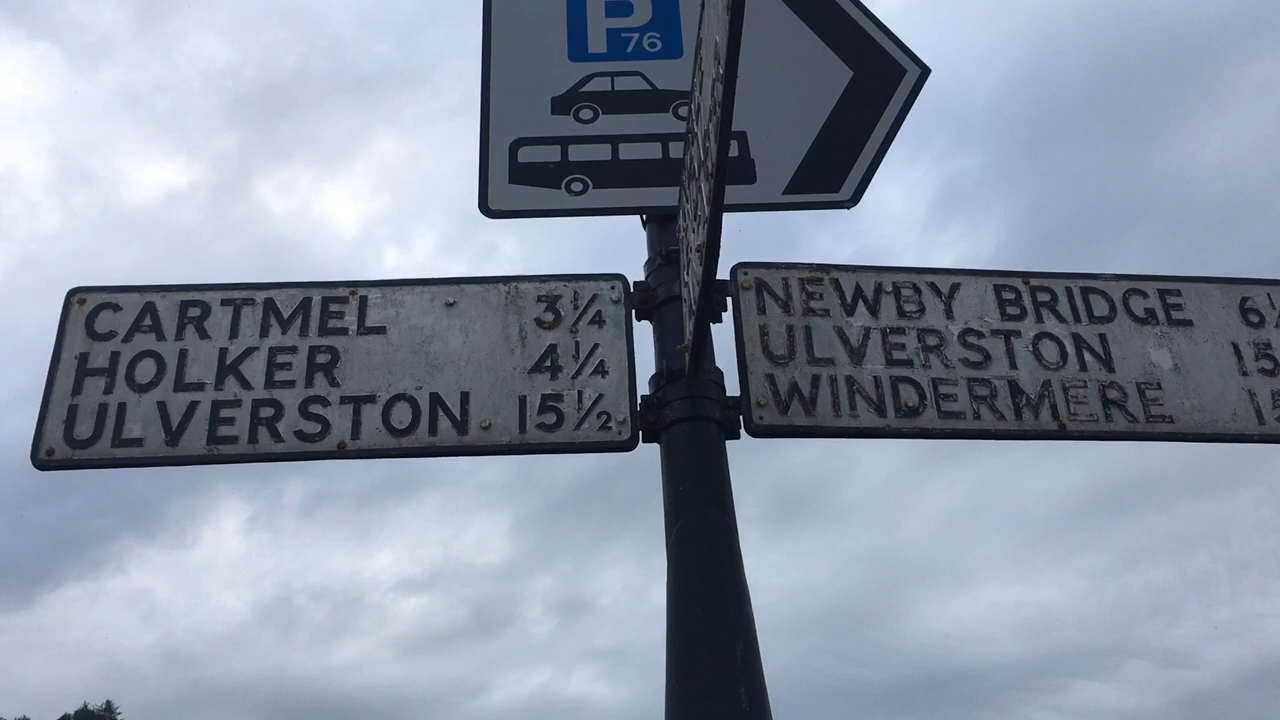 P 76
CARTMEL 3¼
HOLKER 4¼
ULVERSTON 15½
NEWBY BRIDGE
ULVERSTON
WINDERMERE